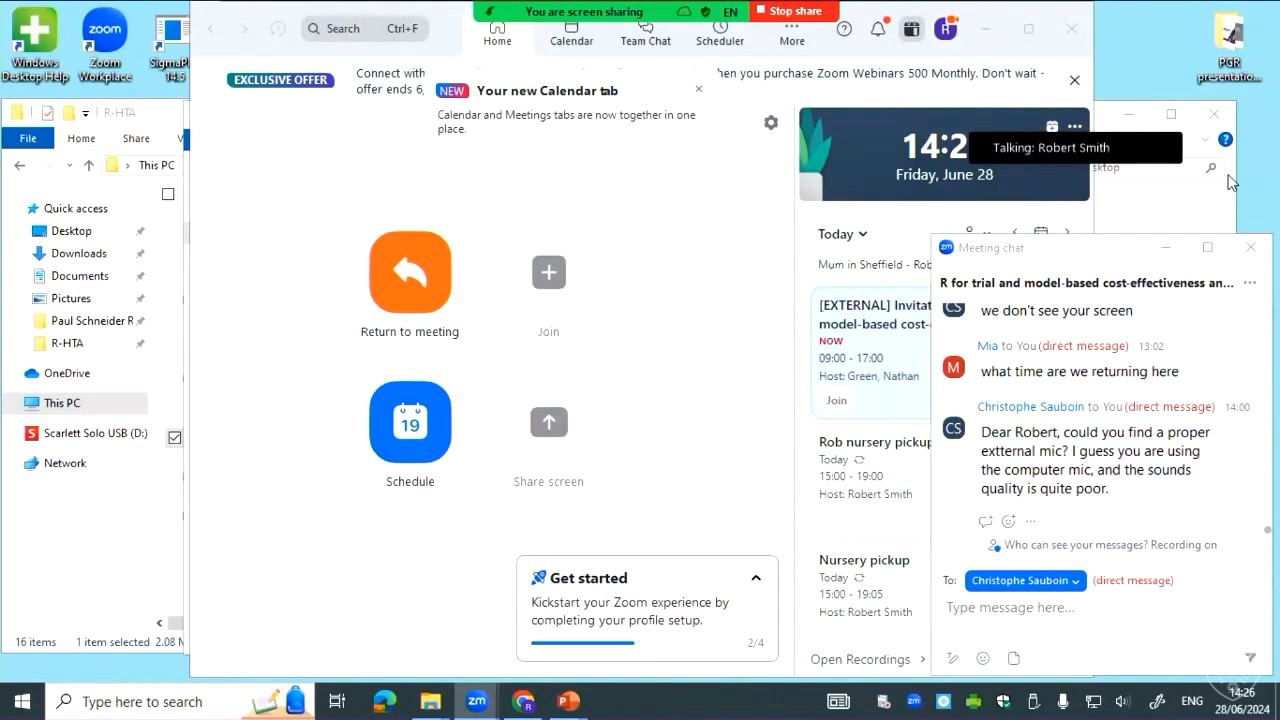 You are screen sharing
EN
Stop share
Windows
Desktop Help
Zoom
Workplace
SigmaPl
14.5
PGR
presentatio...
Search
Ctrl+F
Home
Calendar
Team Chat
Scheduler
More
R
EXCLUSIVE OFFER
Connect with
offer ends 6,
hen you purchase Zoom Webinars 500 Monthly. Don't wait -
NEW
Your new Calendar tab
Calendar and Meetings tabs are now together in one
place.
R-HTA
File
Home
Share
This PC
Quick access
Desktop
Downloads
Documents
Pictures
Paul Schneider R
R-HTA
OneDrive
This PC
Scarlett Solo USB (D:)
Network
16 items
1 item selected
2.08 M
Return to meeting
Join
19
Schedule
Share screen
Get started
Kickstart your Zoom experience by
completing your profile setup.
2/4
14:2
Friday, June 28
Talking: Robert Smith
sktop
Today
Mum in Sheffield - Rob
[EXTERNAL] Invitat
model-based cost-
NOW
09:00 - 17:00
Host: Green, Nathan
Join
Rob nursery pickup
Today
15:00 - 19:00
Host: Robert Smith
Nursery pickup
Today
15:00 - 19:05
Host: Robert Smith
Open Recordings
zm
Meeting chat
R for trial and model-based cost-effectiveness an...
CS
we don't see your screen
Mia to You (direct message) 13:02
M
what time are we returning here
Christophe Sauboin to You (direct message) 14:00
CS
Dear Robert, could you find a proper
extternal mic? I guess you are using
the computer mic, and the sounds
quality is quite poor.
Who can see your messages? Recording on
To: Christophe Sauboin (direct message)
Type message here...
Type here to search
zm
ENG
14:26
28/06/2024